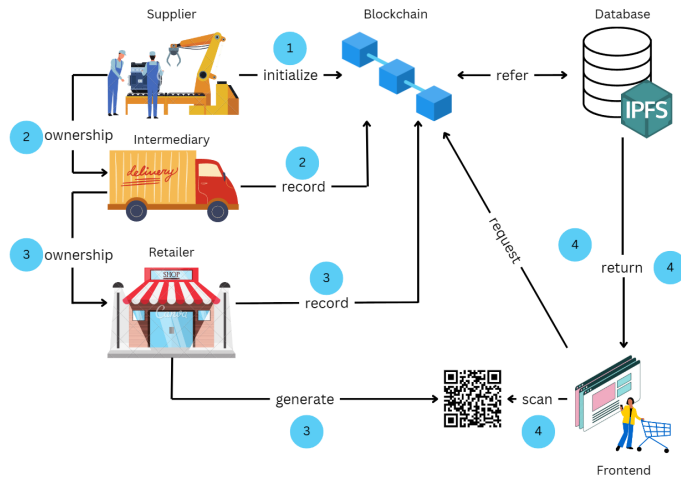 Supplier
Blockchain
Database
1
initialize
refer
IPFS
2
ownership
Intermediary
delivery
2
record
request
3
ownership
Retailer
SHOP
Canva
3
record
4
return
4
generate
3
scan
4
Frontend